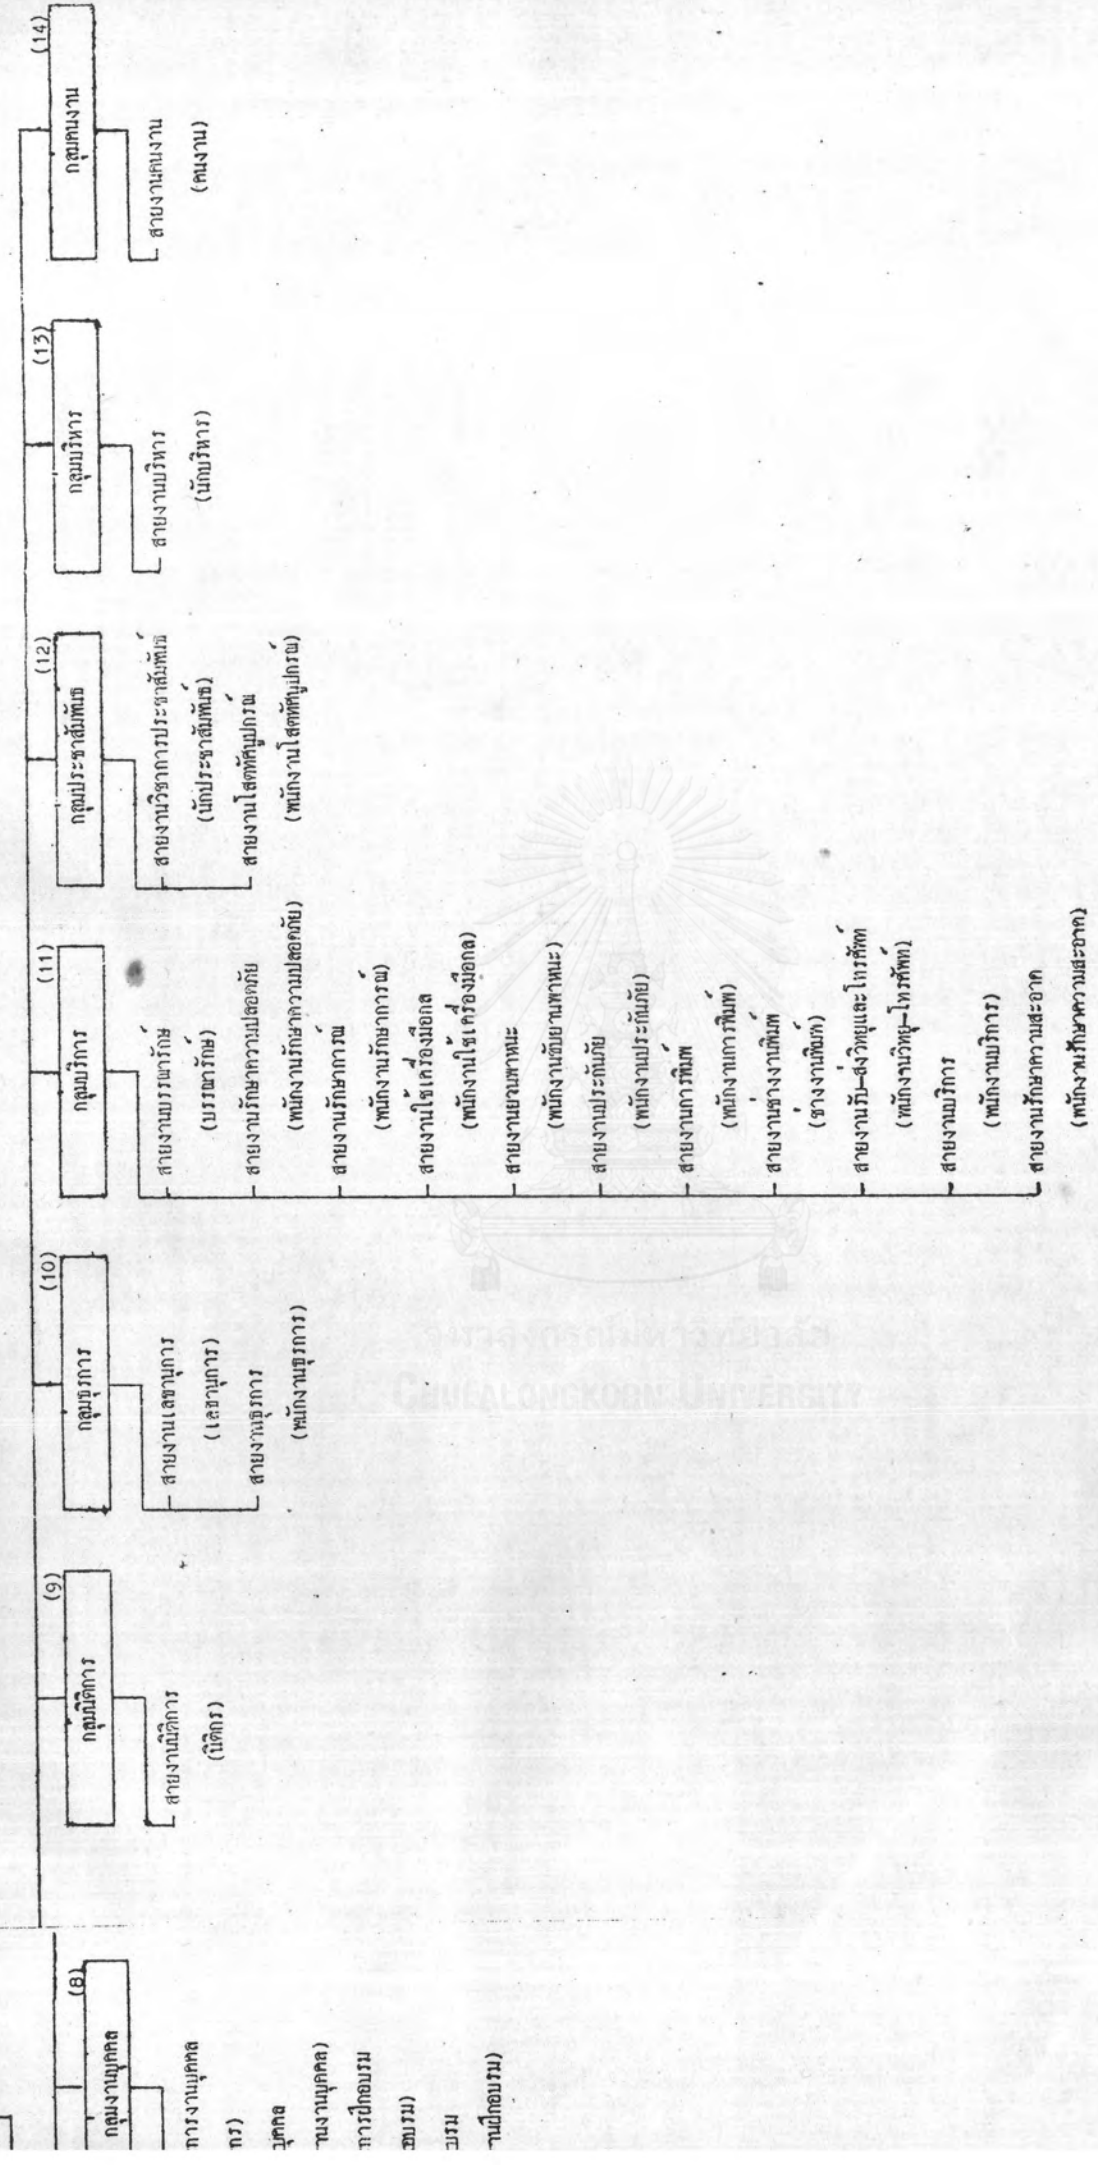 (8)
กลุ่มงานบุคคล
การงานบุคคล
กร)
บุคคล
านงานบุคคล)
การฝึกอบรม
อบรม)
บรม
านฝึกอบรม)
(9)
กลุ่มนิติการ
สายงานนิติการ
(นิติกร)
(10)
กลุ่มธุรการ
สายงานเลขานุการ
(เลขานุการ)
สายงานธุรการ
(พนักงานธุรการ)
(11)
กลุ่มบริการ
สายงานบรรณารักษ์
(บรรณารักษ์)
สายงานรักษาความปลอดภัย
(พนักงานรักษาความปลอดภัย)
สายงานรักษาการณ์
(พนักงานรักษาการณ์)
สายงานใช้เครื่องมือกล
(พนักงานใช้เครื่องมือกล)
สายงานยานพาหนะ
(พนักงานขับยานพาหนะ)
สายงานประกันภัย
(พนักงานประกันภัย)
สายงานการพิมพ์
(พนักงานการพิมพ์)
สายงานช่างงานพิมพ์
(ช่างงานพิมพ์)
สายงานรับ-ส่งวิทยุและโทรศัพท์
(พนักงานวิทยุ-โทรศัพท์)
สายงานบริการ
(พนักงานบริการ)
สายงานรักษาความสะอาด
(พนักงานรักษาความสะอาด)
(12)
กลุ่มประชาสัมพันธ์
สายงานวิชาการประชาสัมพันธ์
(นักประชาสัมพันธ์)
สายงานโสตทัศนูปกรณ์
(พนักงานโสตทัศนูปกรณ์)
(13)
กลุ่มบริหาร
สายงานบริหาร
(นักบริหาร)
(14)
กลุ่มคนงาน
สายงานคนงาน
(คนงาน)
จุฬาลงกรณ์มหาวิทยาลัย
CHULALONGKORN UNIVERSITY